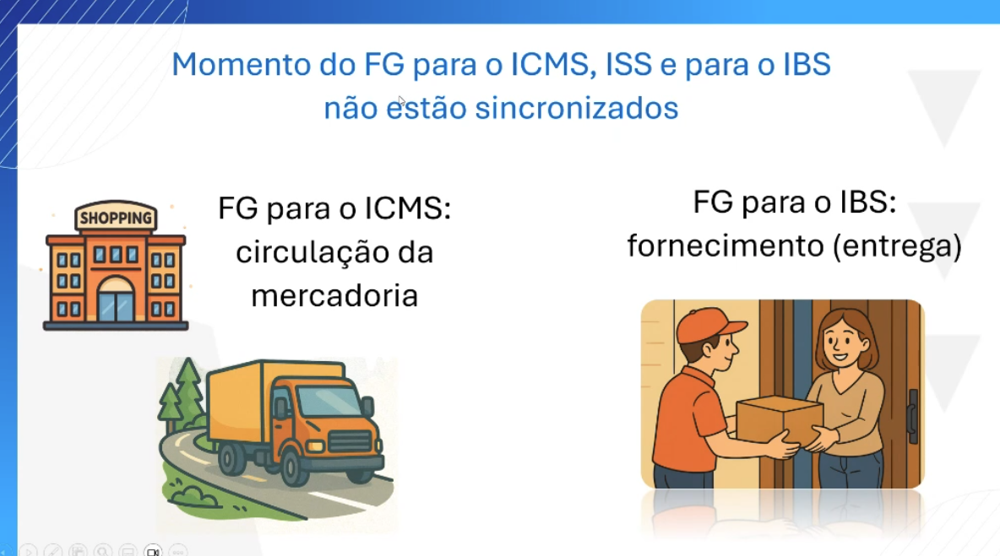 Momento do FG para o ICMS, ISS e para o IBS
não estão sincronizados
SHOPPING
FG para o ICMS:
circulação da
mercadoria
FG para o IBS:
fornecimento (entrega)